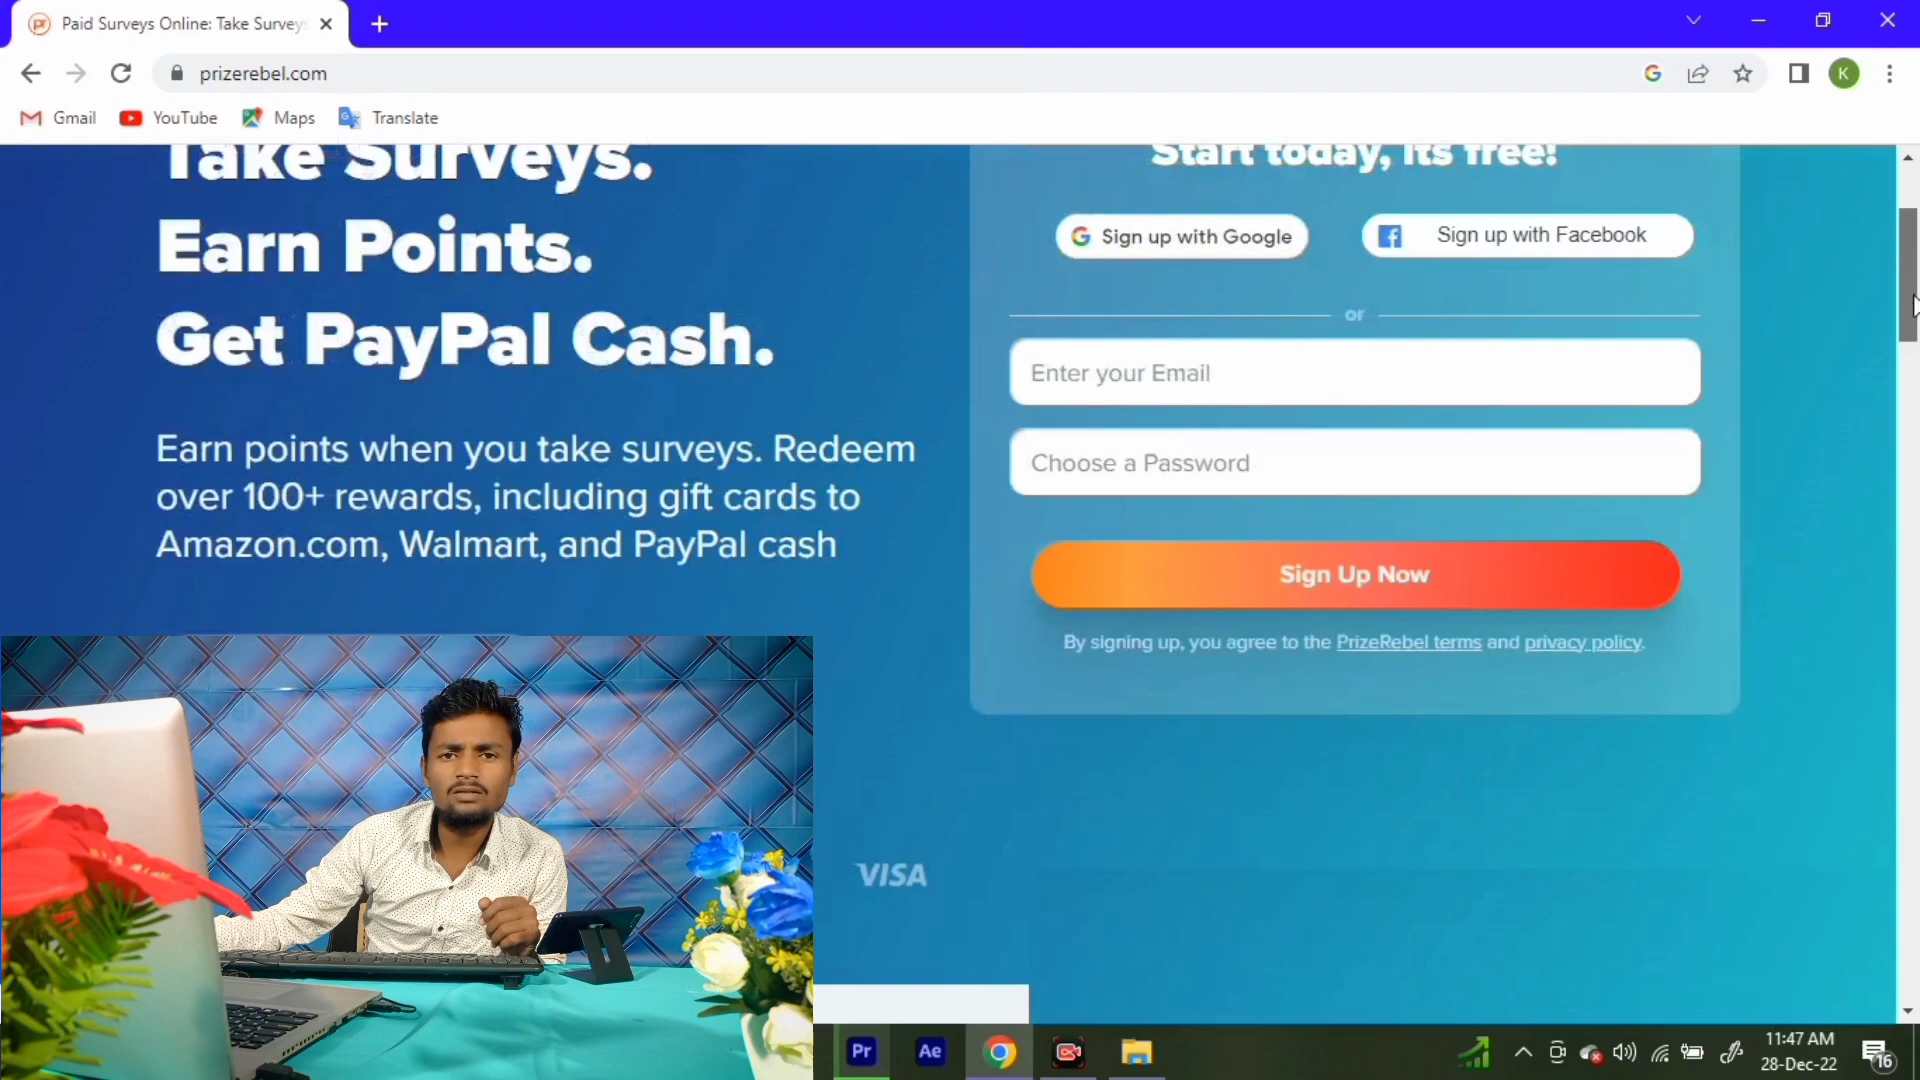 Paid Surveys Online: Take Surveys
prizerebel.com
K
Gmail
YouTube
Maps
Translate
Take Surveys.
Earn Points.
Get PayPal Cash.
Earn points when you take surveys. Redeem
over 100+ rewards, including gift cards to
Amazon.com, Walmart, and PayPal cash
Start today, its free!
Sign up with Google
Sign up with Facebook
or
Enter your Email
Choose a Password
Sign Up Now
By signing up, you agree to the PrizeRebel terms and privacy policy.
VISA
Pr
Ae
11:47 AM
28-Dec-22
16